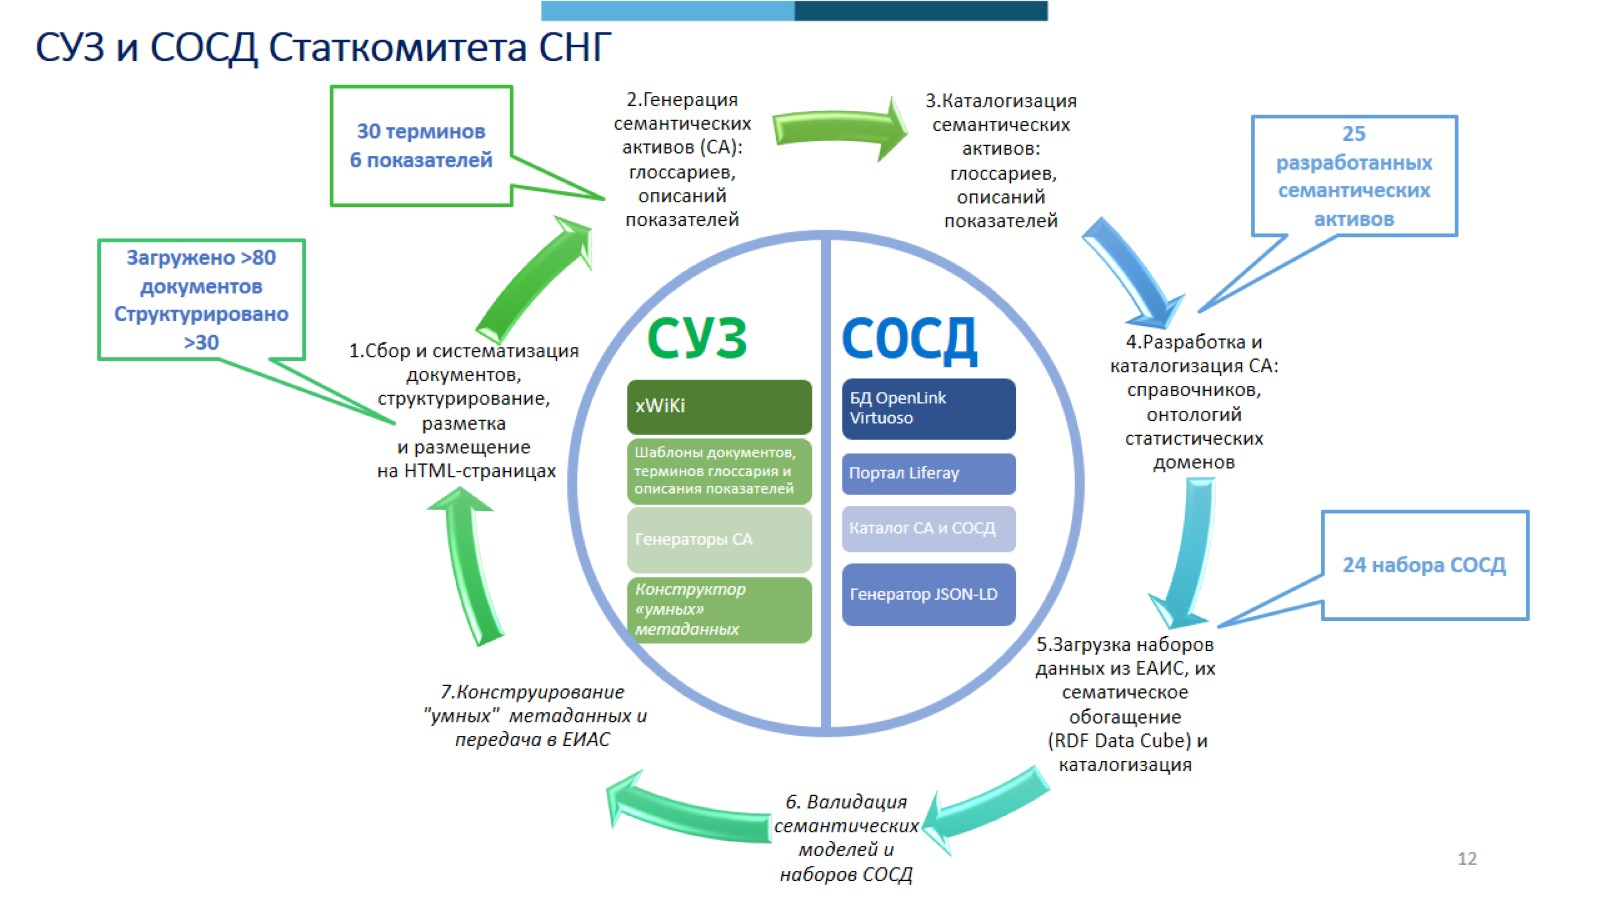 СУЗ и СОСД Статкомитета СНГ
30 терминов
6 показателей
2.Генерация
семантических
активов (СА):
глоссариев,
описаний
показателей
3.Каталогизация
семантических
активов:
глоссариев,
описаний
показателей
25
разработанных
семантических
активов
Загружено >80
документов
Структурировано
>30
1.Сбор и систематизация
документов,
структурирование,
разметка
и размещение
на HTML-страницах
СУЗ
xWiKi
Шаблоны документов,
терминов глоссария и
описания показателей
Генераторы СА
Конструктор
«умных»
метаданных
СОСД
БД OpenLink
Virtuoso
Портал Liferay
Каталог СА и СОСД
Генератор JSON-LD
4.Разработка и
каталогизация СА:
справочников,
онтологий
статистических
доменов
24 набора СОСД
5.Загрузка наборов
данных из ЕАИС, их
сематическое
обогащение
(RDF Data Cube) и
каталогизация
6. Валидация
семантических
моделей и
наборов СОСД
7.Конструирование
"умных" метаданных и
передача в ЕИАС
12